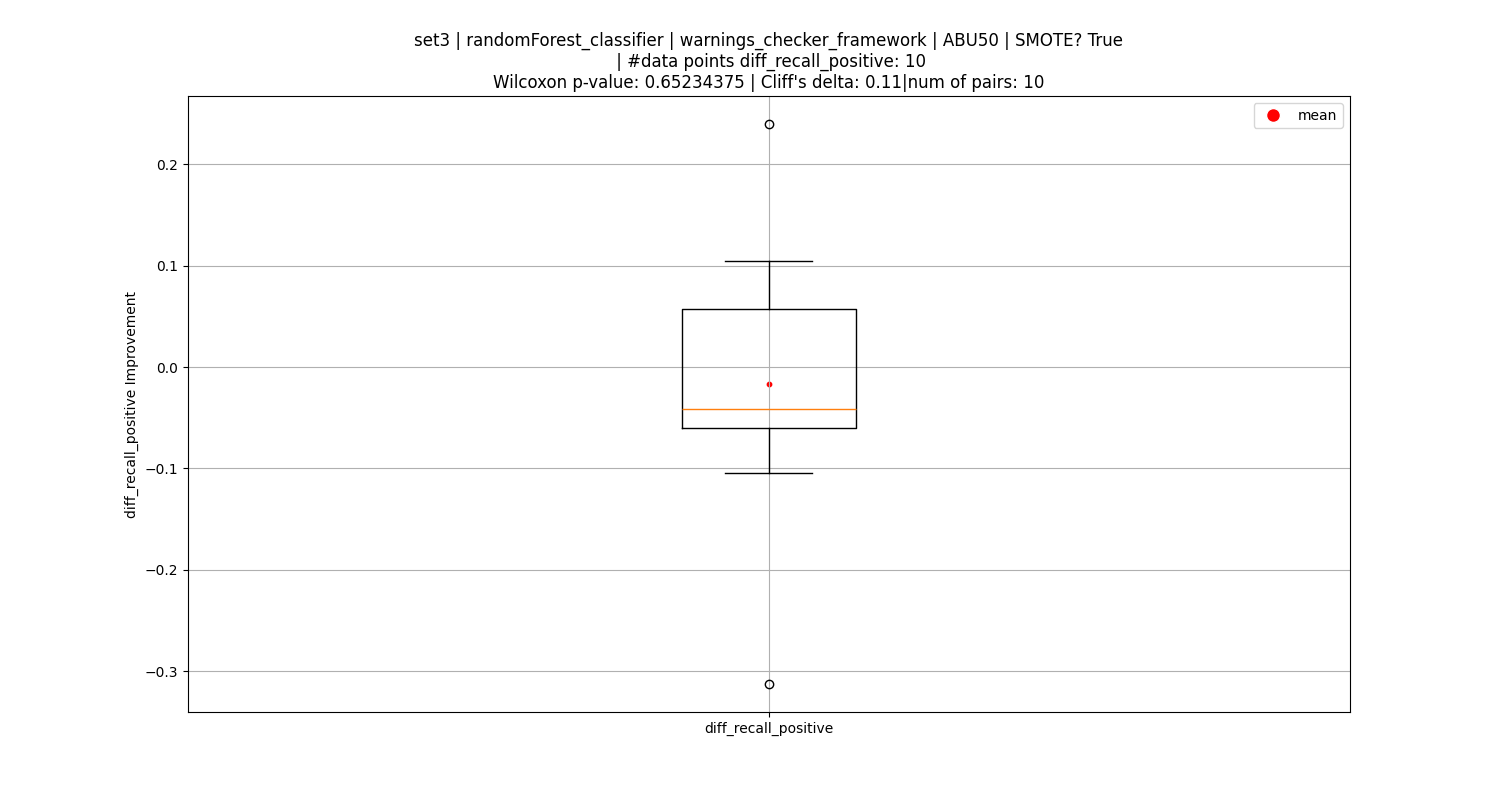 set3 | randomForest_classifier | warnings_checker_framework | ABU50 | SMOTE? True
| #data points diff_recall_positive: 10
Wilcoxon p-value: 0.65234375 | Cliff's delta: 0.11|num of pairs: 10
mean
0.2
0.1
0.0
−0.1
−0.2
−0.3
diff_recall_positive Improvement
diff_recall_positive